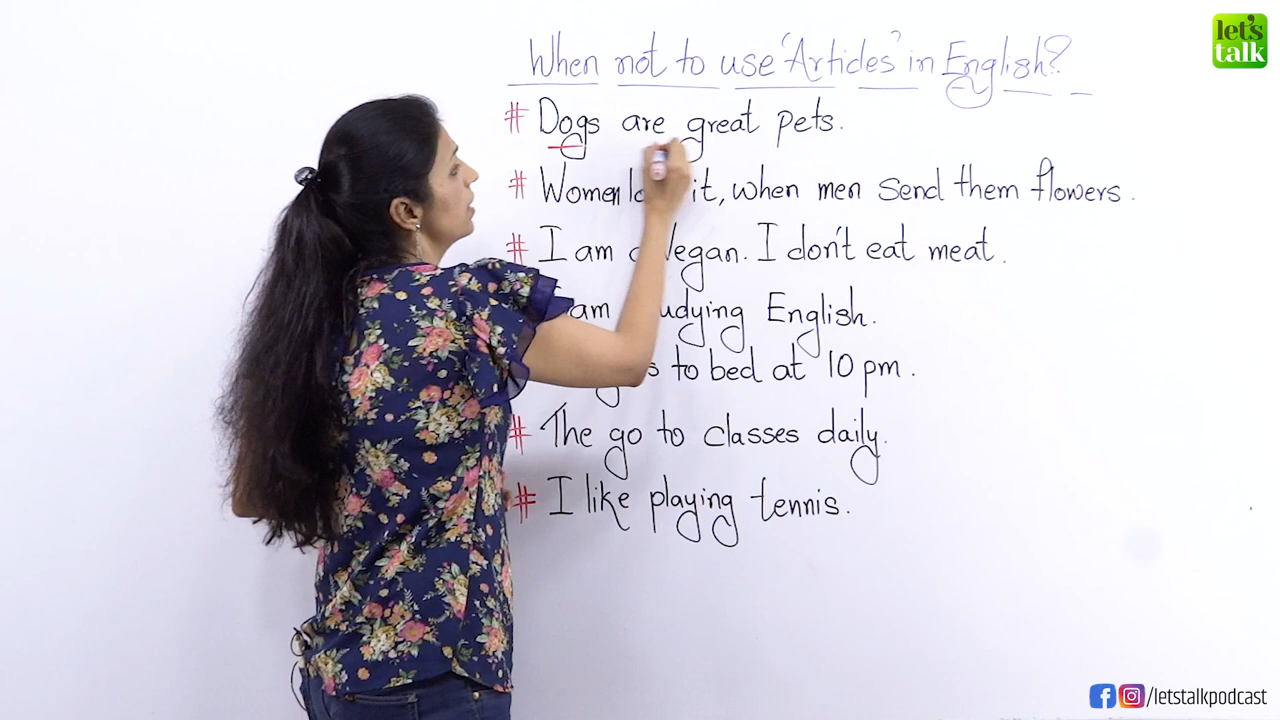 let's
talk
When not to use 'Articles' in English?
# Dogs are great pets.
# Women it, when men send them flowers.
# I am Vegan. I don't eat meat.
am English.
to bed at 10 pm.
# The go to classes daily.
# I like playing tennis.
/letstalkpodcast